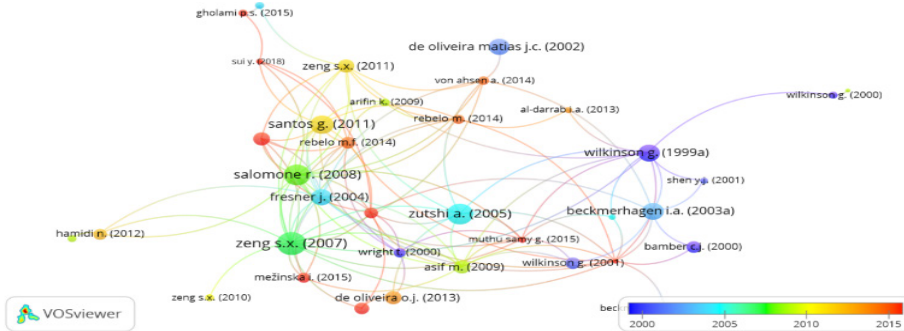 gholami p.s. (2015)
de oliveira matias j.c. (2002)
sui y. (2018)
zeng s.x. (2011)
von ahsen a. (2014)
wilkinson g. (2000)
arifin k. (2009)
al-darrab i.a. (2013)
santos g. (2011)
rebelo m. (2014)
rebelo m.f. (2014)
wilkinson g. (1999a)
salomone r. (2008)
shen y.j. (2001)
fresner j. (2004)
zutshi a. (2005)
beckmerhagen i.a. (2003a)
hamidi n. (2012)
zeng s.x. (2007)
muthu samy g. (2015)
bamber c.j. (2000)
wright t. (2000)
asif m. (2009)
wilkinson g. (2001)
mežinska i. (2015)
zeng s.x. (2010)
de oliveira o.j. (2013)
VOSviewer
2000 2005 2010 2015